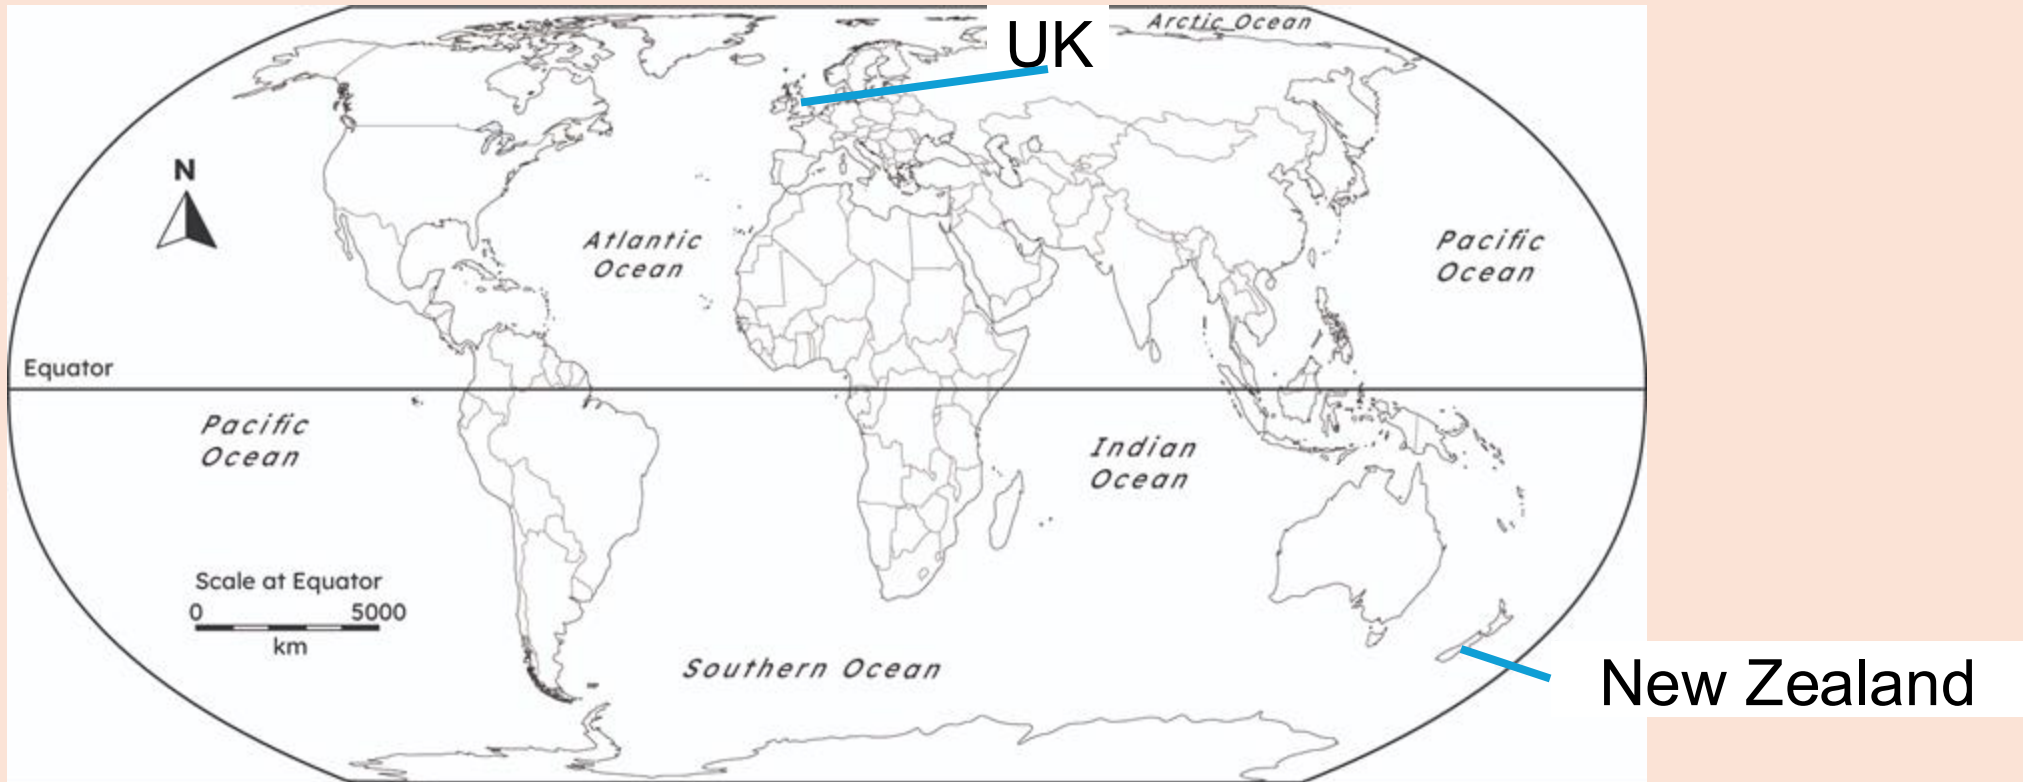 UK
Arctic Ocean
N
Atlantic
Ocean
Pacific
Ocean
Equator
Pacific
Ocean
Indian
Ocean
Scale at Equator
0 5000
km
Southern Ocean
New Zealand